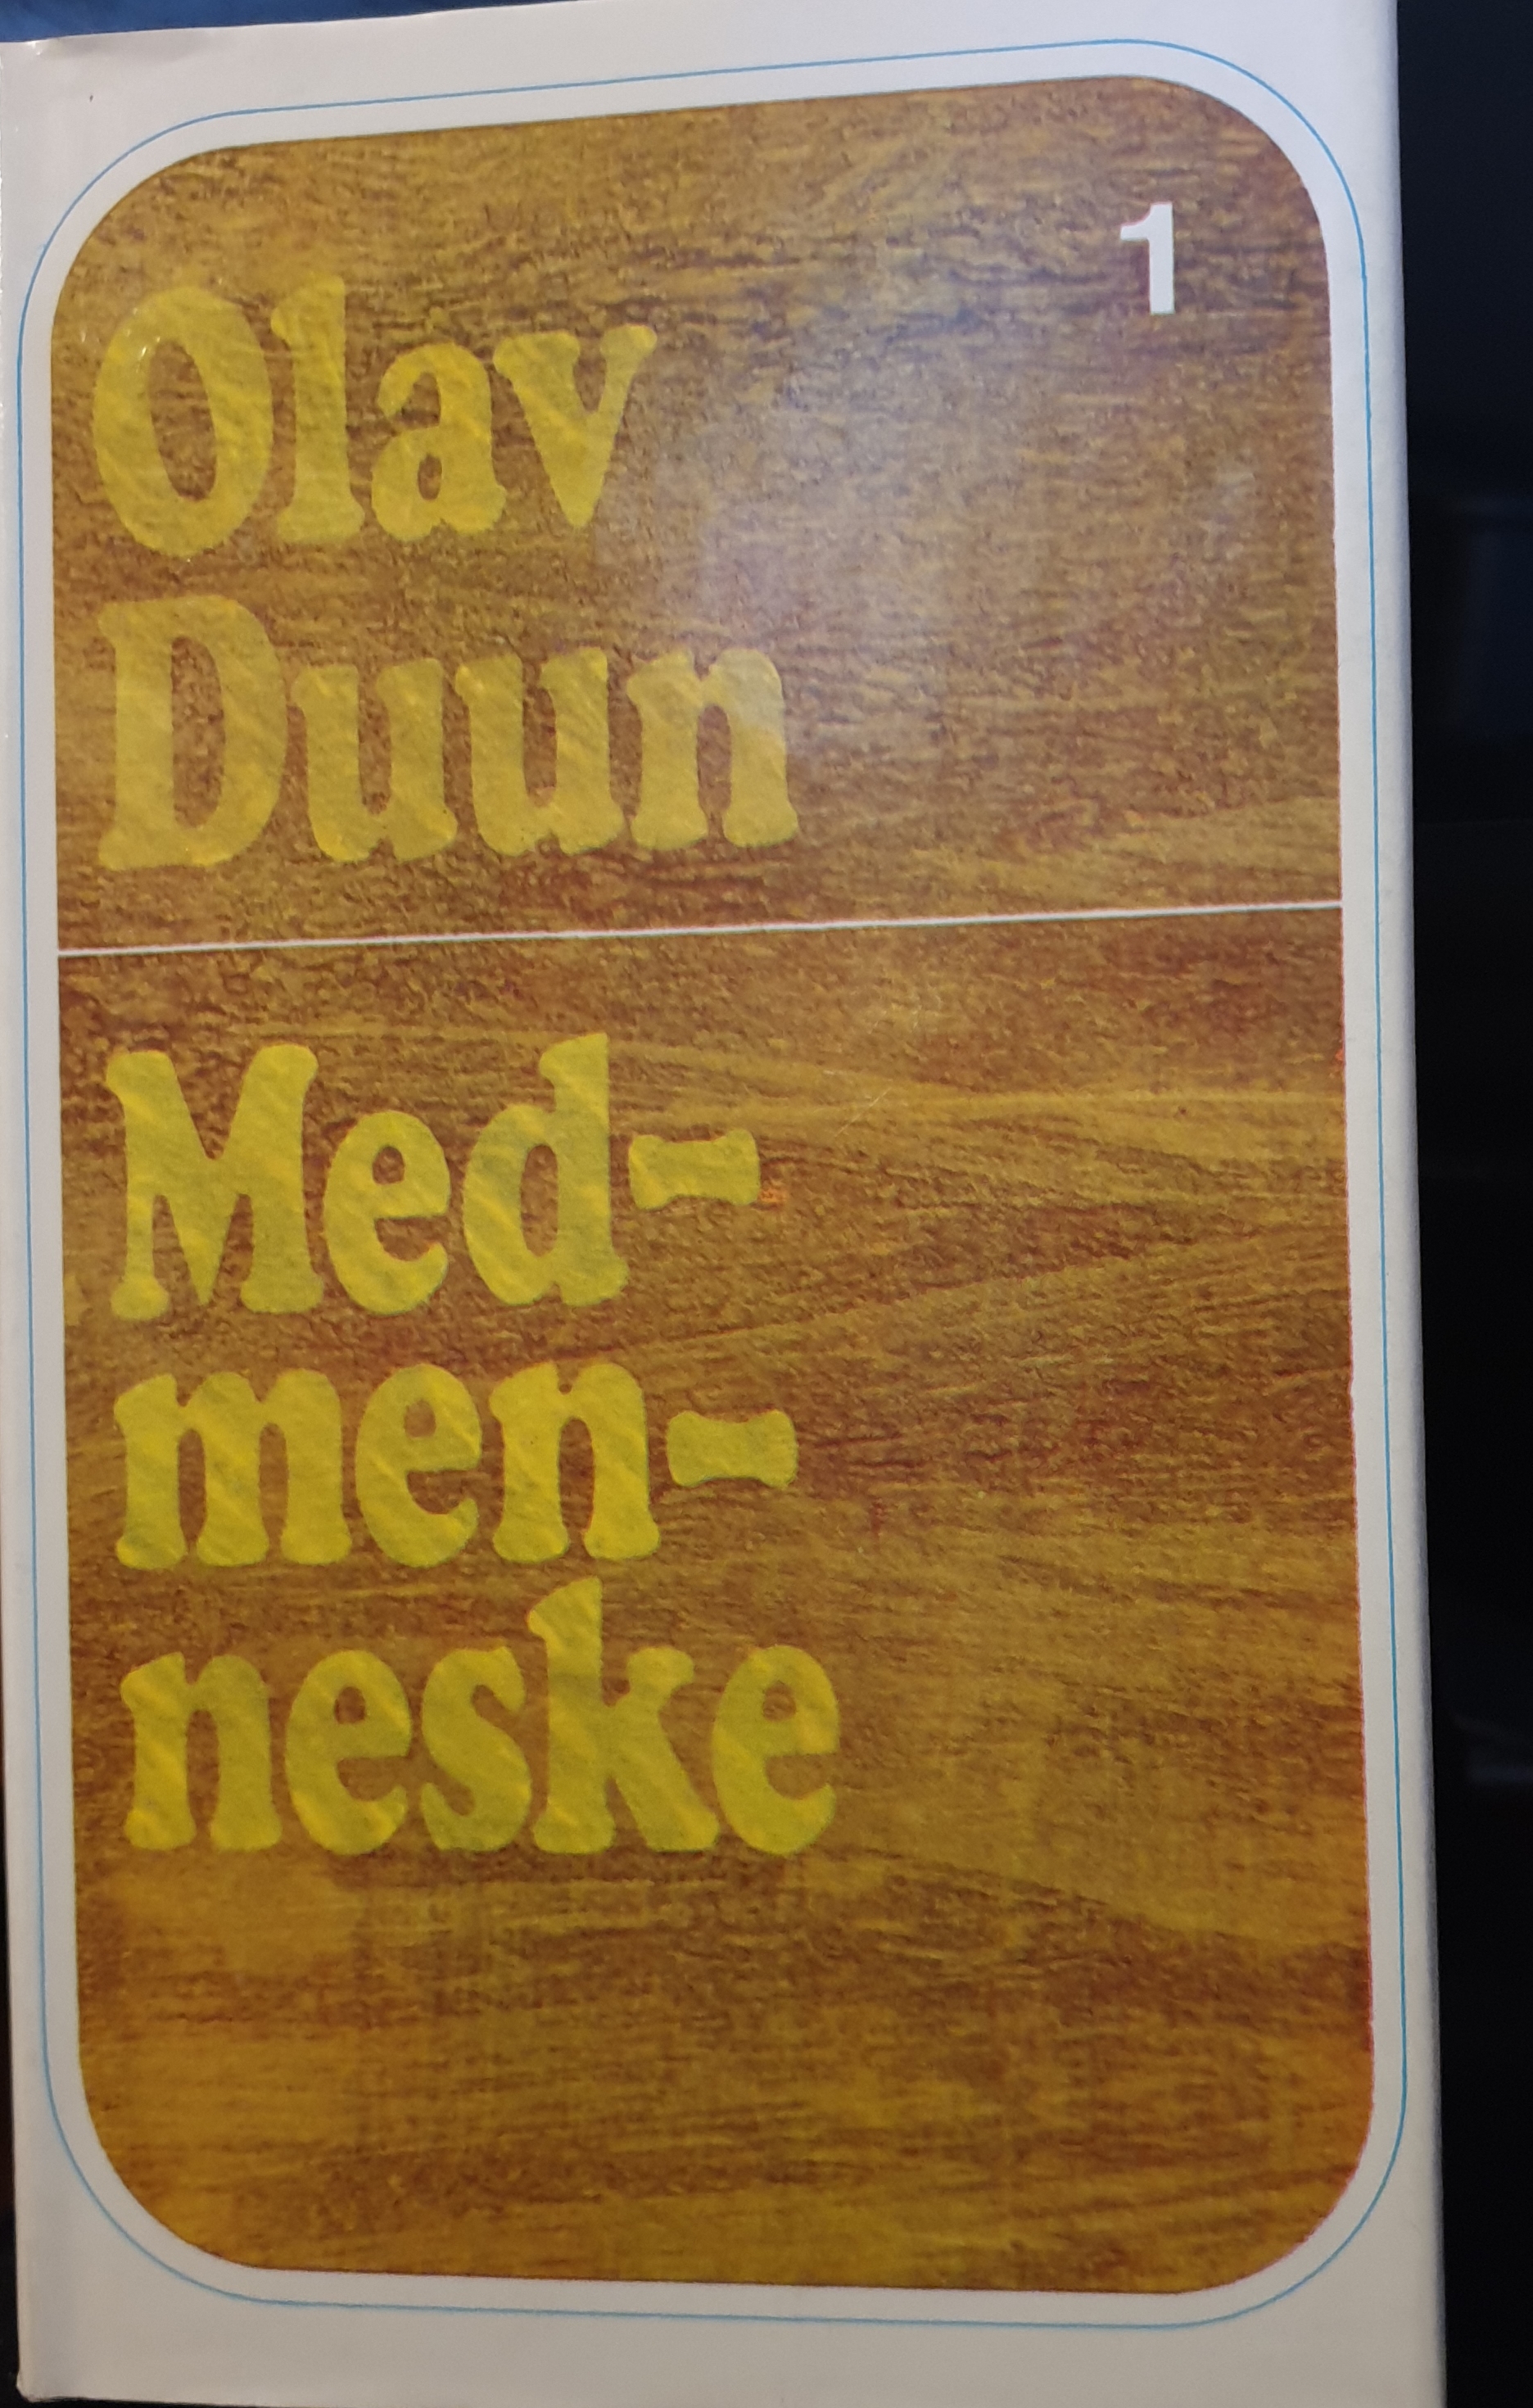 1
Olav
Duun
Med-
men-
neske